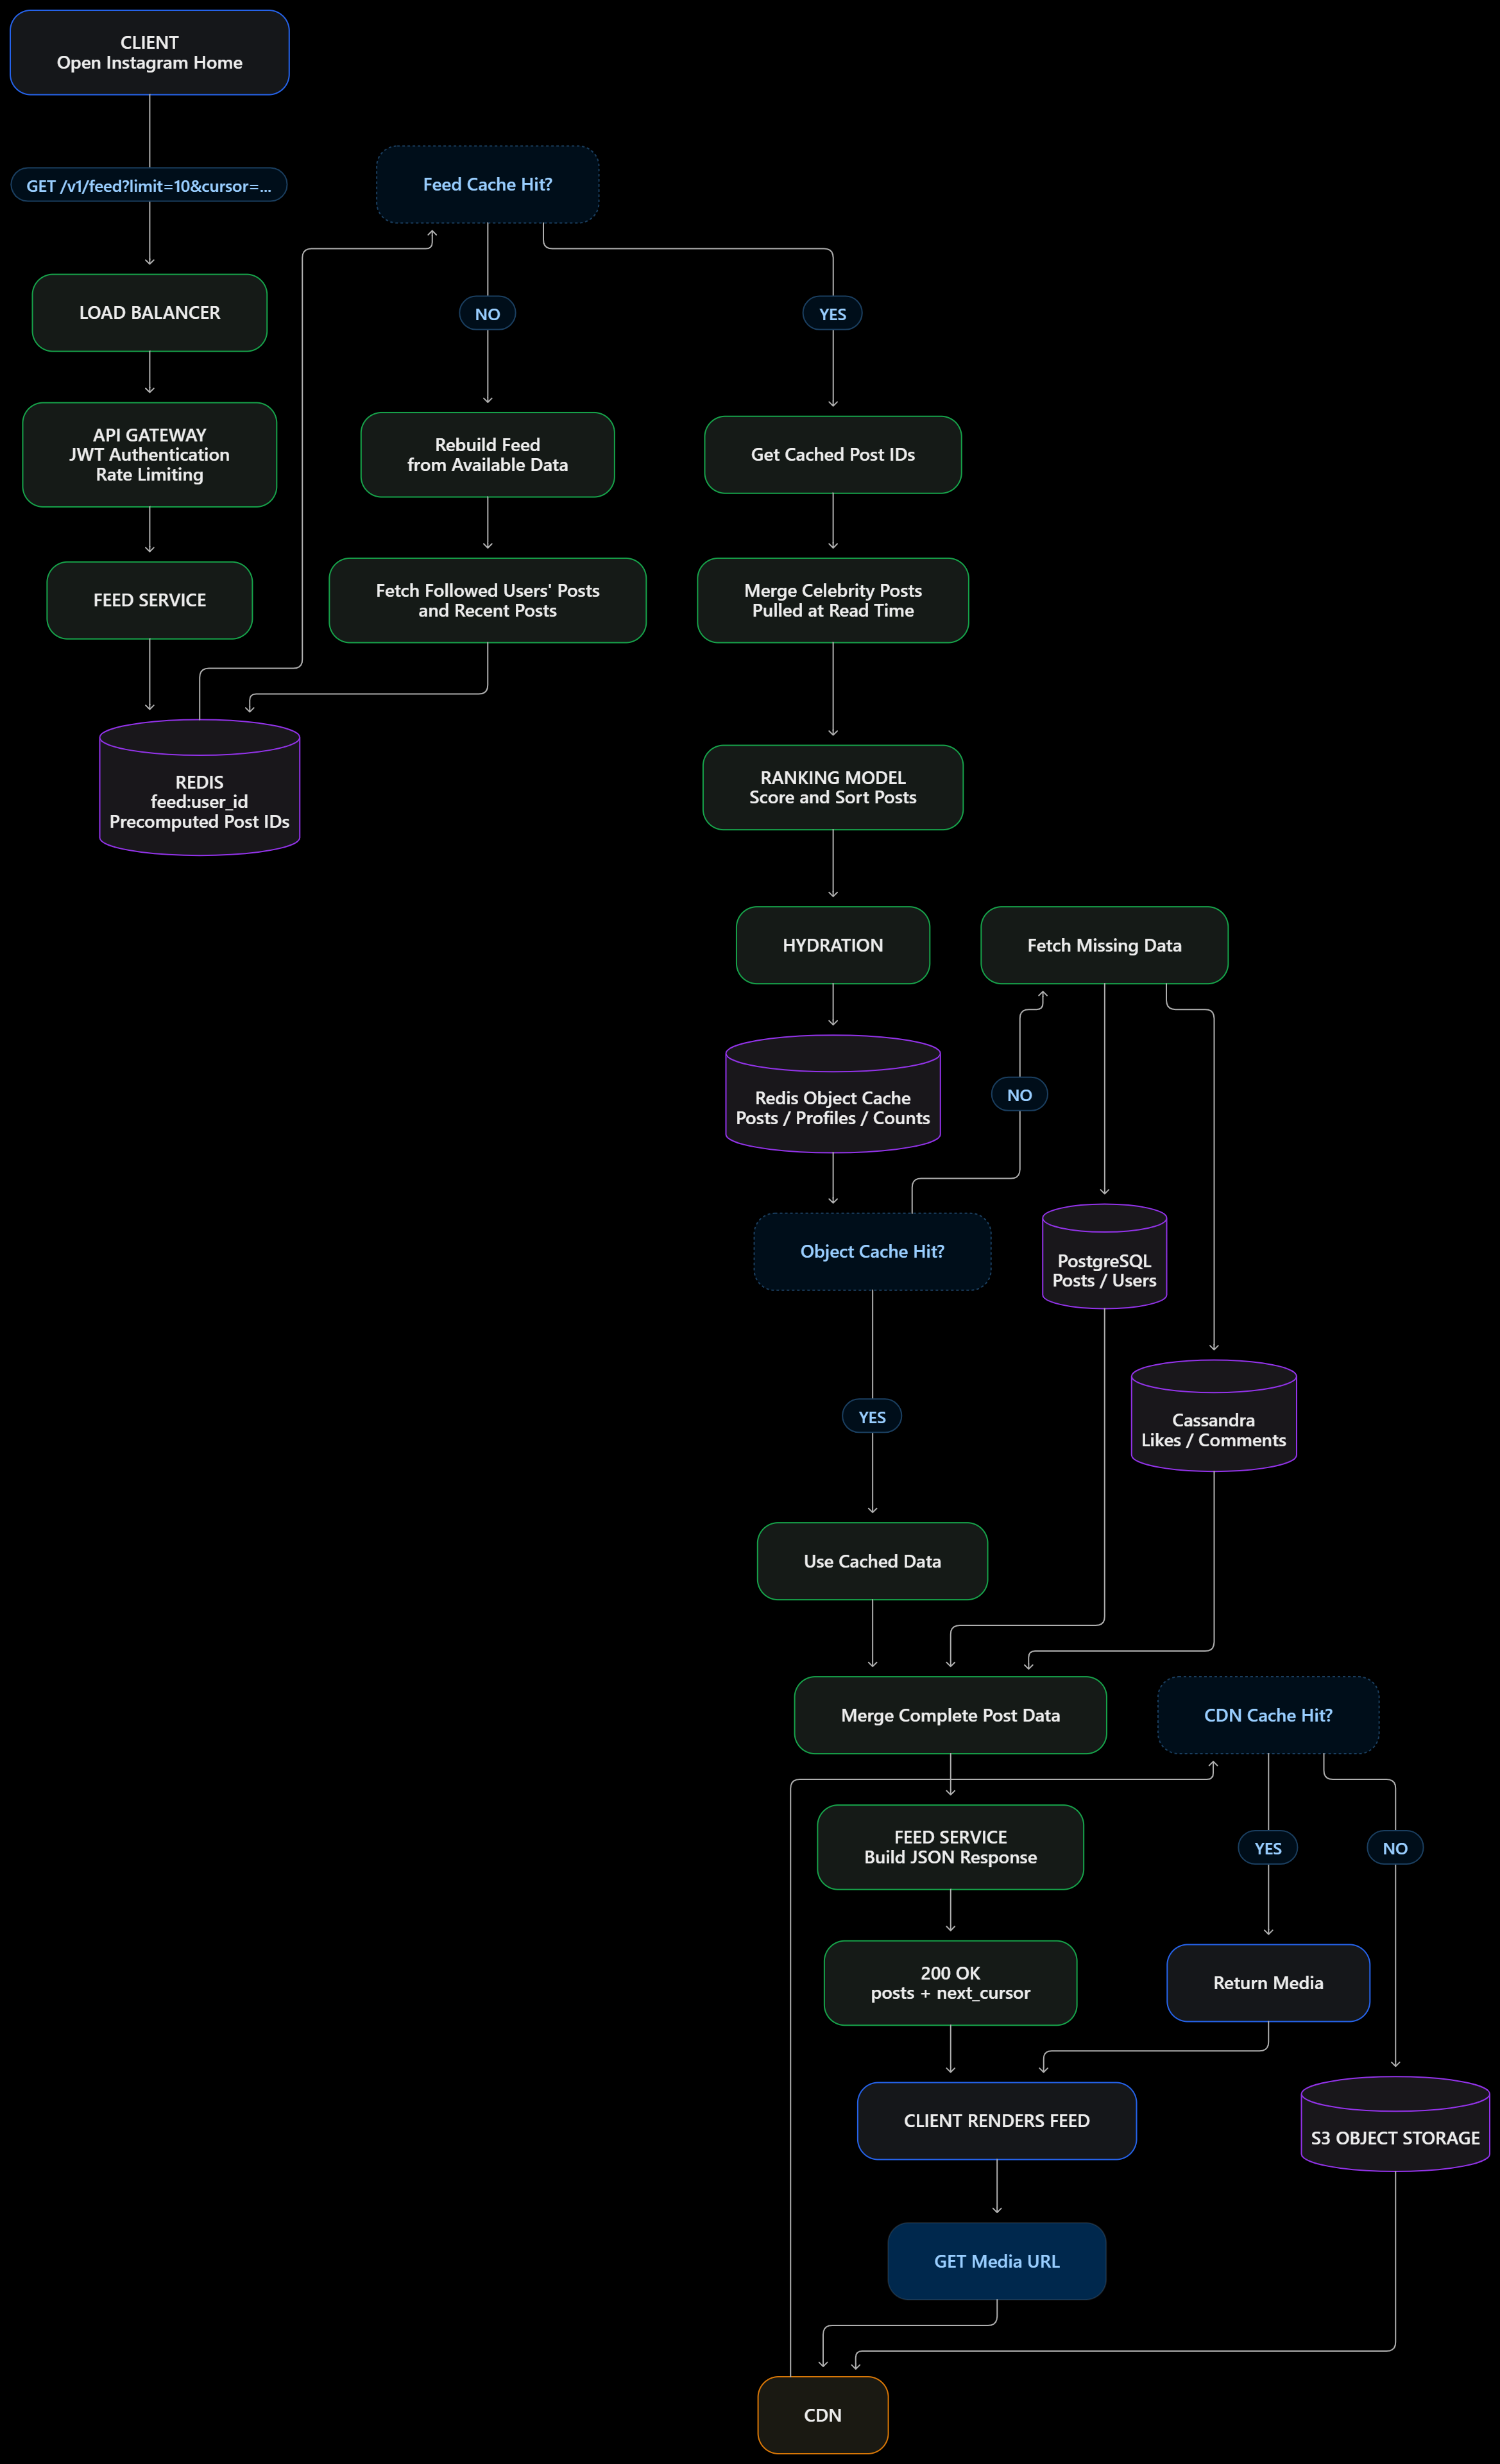 CLIENT
Open Instagram Home
GET /v1/feed?limit=10&cursor=...
Feed Cache Hit?
LOAD BALANCER
NO
YES
API GATEWAY
JWT Authentication
Rate Limiting
Rebuild Feed
from Available Data
Get Cached Post IDs
FEED SERVICE
Fetch Followed Users' Posts
and Recent Posts
Merge Celebrity Posts
Pulled at Read Time
REDIS
feed:user_id
Precomputed Post IDs
RANKING MODEL
Score and Sort Posts
HYDRATION
Fetch Missing Data
Redis Object Cache
Posts / Profiles / Counts
NO
Object Cache Hit?
PostgreSQL
Posts / Users
YES
Cassandra
Likes / Comments
Use Cached Data
Merge Complete Post Data
CDN Cache Hit?
FEED SERVICE
Build JSON Response
YES
NO
200 OK
posts + next_cursor
Return Media
CLIENT RENDERS FEED
S3 OBJECT STORAGE
GET Media URL
CDN